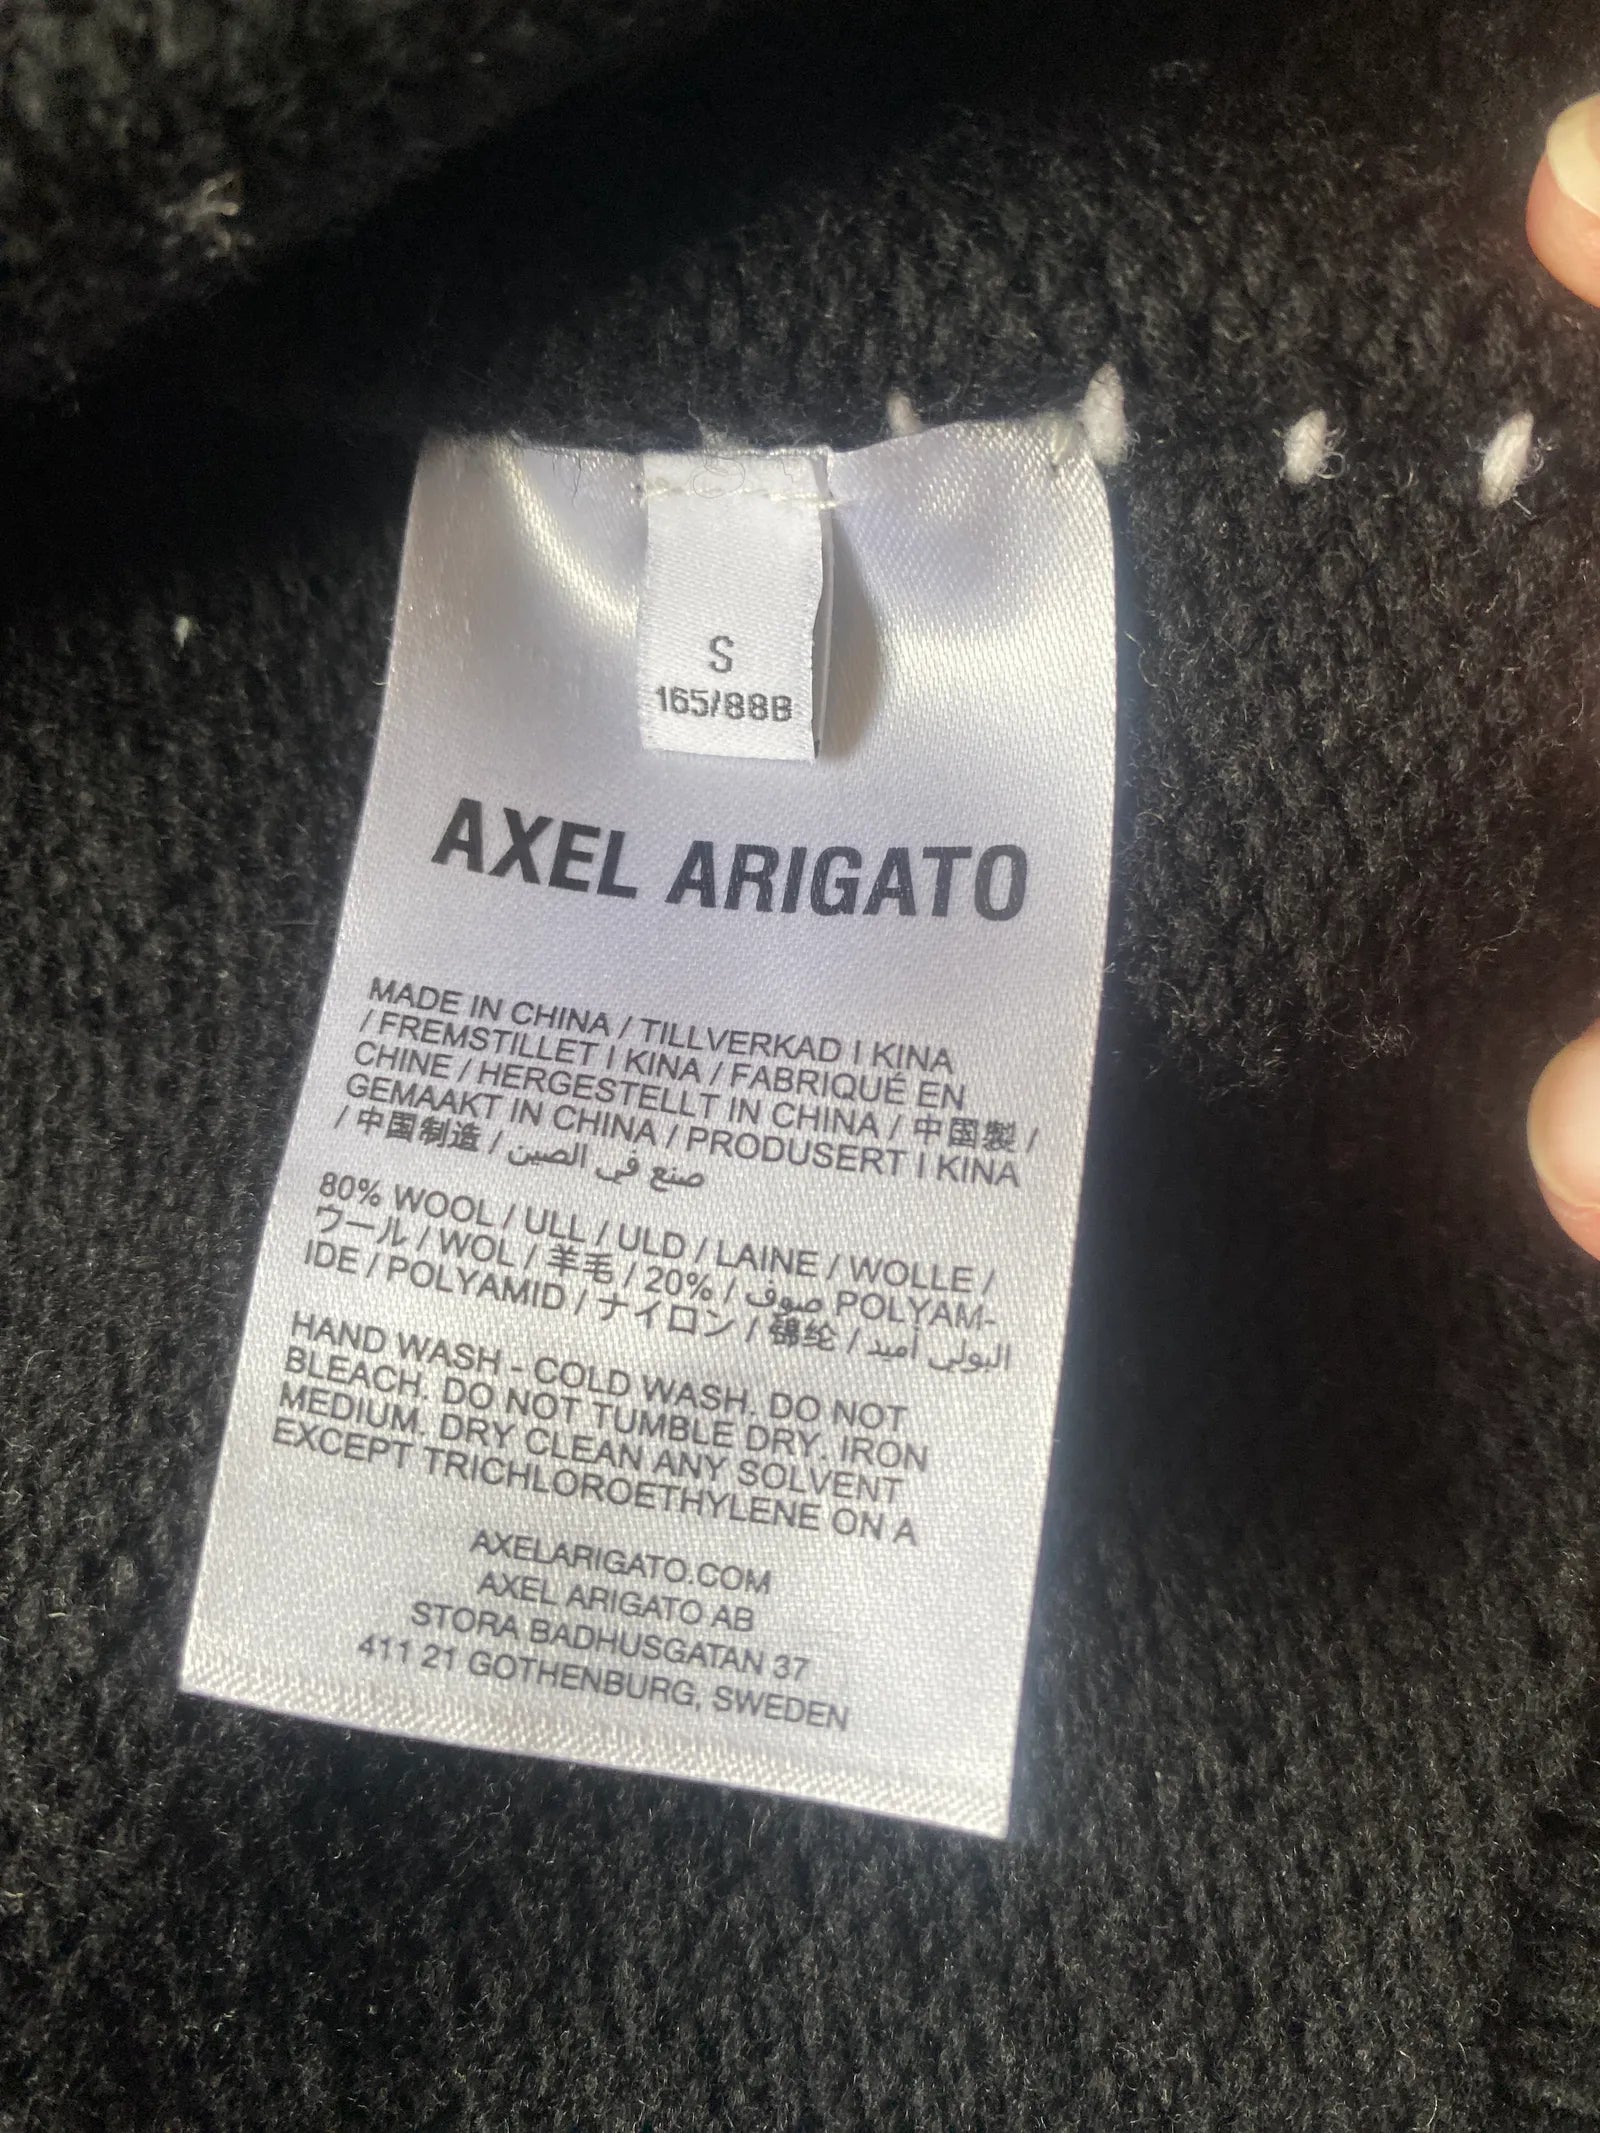 S
165/88B
AXEL ARIGATO
MADE IN CHINA / TILLVERKAD I KINA
/ FREMSTILLET I KINA / FABRIQUÉ EN
CHINE / HERGESTELLT IN CHINA / 中国製 /
GEMAAKT IN CHINA / PRODUSERT I KINA
/ 中国制造 / صنع في الصين
80% WOOL / ULL / ULD / LAINE / WOLLE /
ウール / WOL / 羊毛 / 20% / صوف POLYAM-
IDE / POLYAMID / ナイロン / 锦纶 / البولي أميد
HAND WASH - COLD WASH. DO NOT
BLEACH. DO NOT TUMBLE DRY. IRON
MEDIUM. DRY CLEAN ANY SOLVENT
EXCEPT TRICHLOROETHYLENE ON A
AXELARIGATO.COM
AXEL ARIGATO AB
STORA BADHUSGATAN 37
411 21 GOTHENBURG, SWEDEN